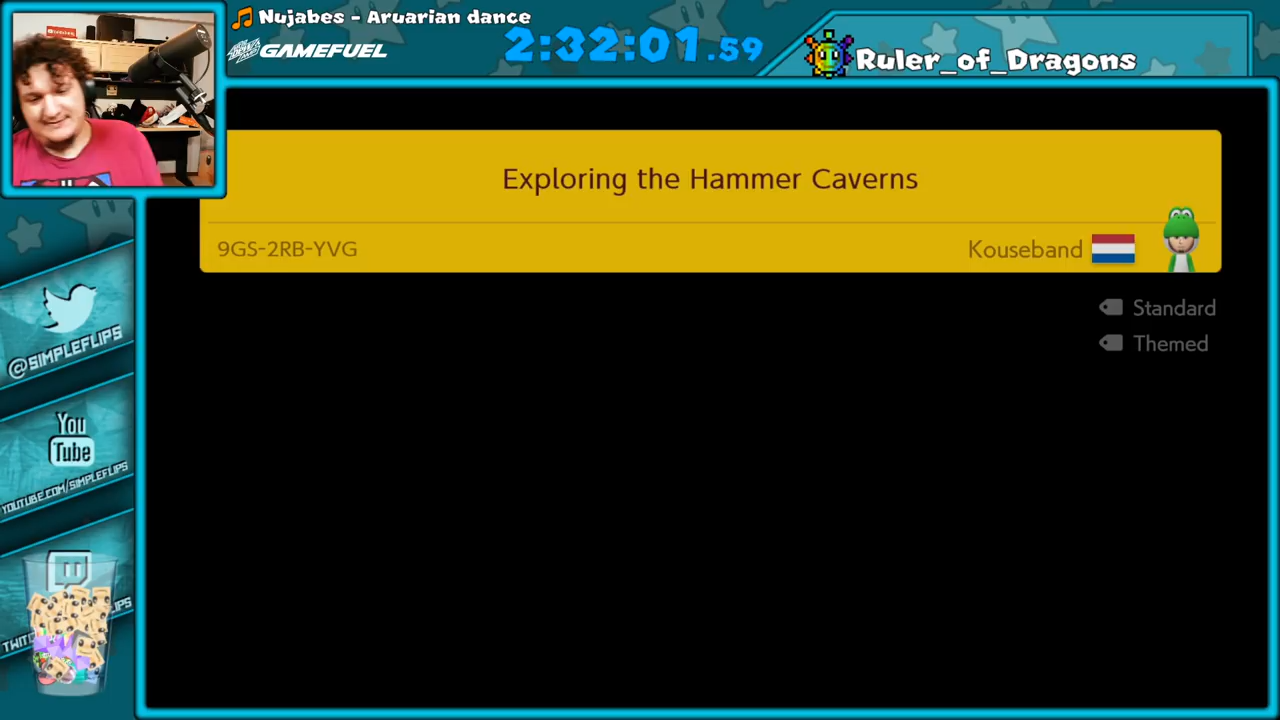 Nujabes - Aruarian dance
GAMEFUEL
2:32:01.59
Ruler_of_Dragons
Exploring the Hammer Caverns
9GS-2RB-YVG
Kouseband
Standard
Themed
@SIMPLEFLIPS
You
Tube
YOUTUBE.COM/SIMPLEFLIPS